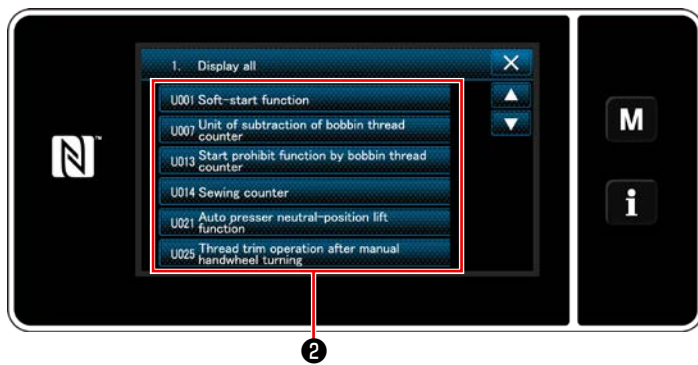 1. Display all
U001 Soft-start function
U007 Unit of subtraction of bobbin thread
counter
U013 Start prohibit function by bobbin thread
counter
U014 Sewing counter
U021 Auto presser neutral-position lift
function
U025 Thread trim operation after manual
handwheel turning
M
i
❷